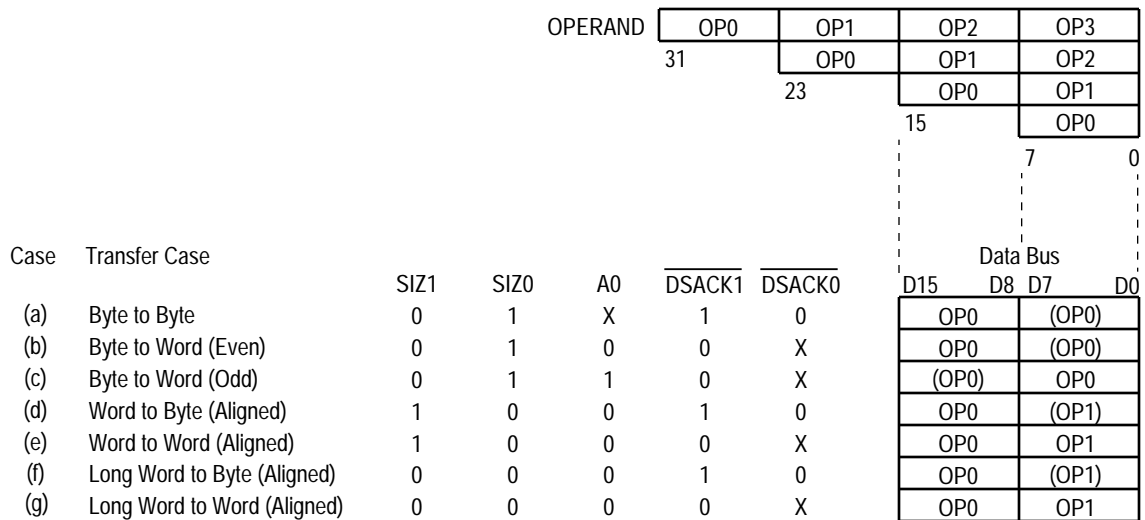 OPERAND OP0 OP1 OP2 OP3
31 OP0 OP1 OP2
23 OP0 OP1
15 OP0
7 0
Case Transfer Case Data Bus
SIZ1 SIZ0 A0 DSACK1 DSACK0 D15 D8 D7 D0
(a) Byte to Byte 0 1 X 1 0 OP0 (OP0)
(b) Byte to Word (Even) 0 1 0 0 X OP0 (OP0)
(c) Byte to Word (Odd) 0 1 1 0 X (OP0) OP0
(d) Word to Byte (Aligned) 1 0 0 1 0 OP0 (OP1)
(e) Word to Word (Aligned) 1 0 0 0 X OP0 OP1
(f) Long Word to Byte (Aligned) 0 0 0 1 0 OP0 (OP1)
(g) Long Word to Word (Aligned) 0 0 0 0 X OP0 OP1